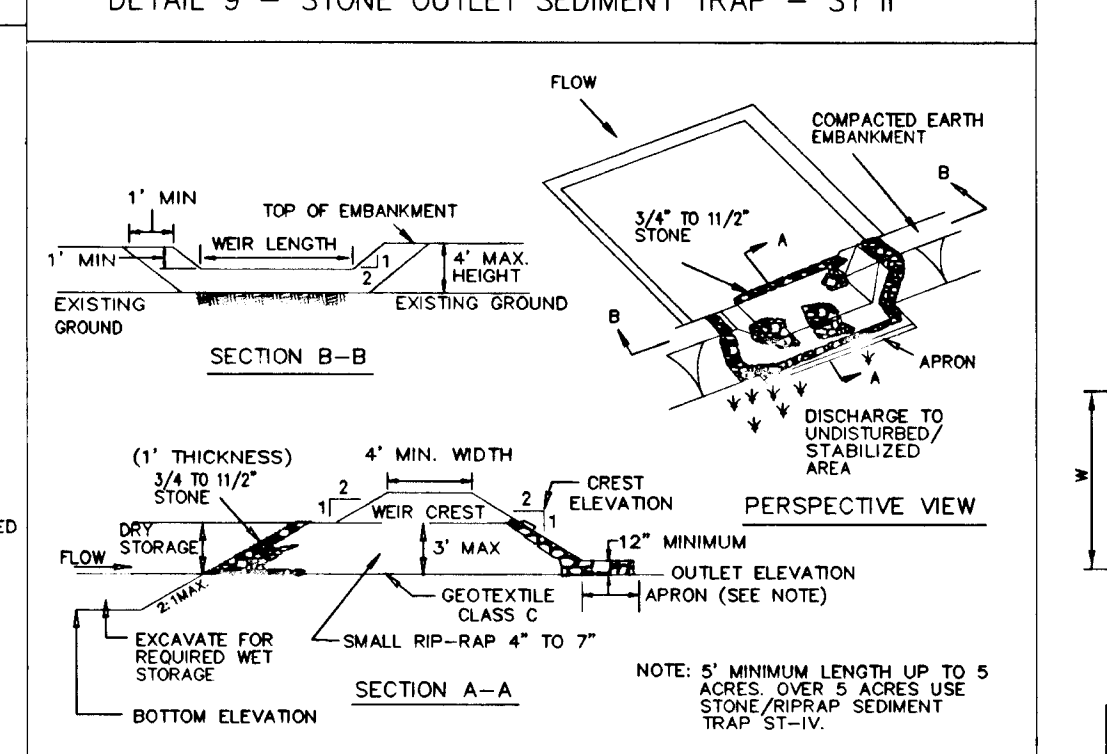 DETAIL 9 - STONE OUTLET SEDIMENT TRAP - ST II
FLOW
COMPACTED EARTH
EMBANKMENT
B
1' MIN
TOP OF EMBANKMENT
3/4" TO 11/2"
STONE
A
WEIR LENGTH
1' MIN
1
2
4' MAX.
HEIGHT
EXISTING
GROUND
EXISTING GROUND
B
SECTION B-B
APRON
A
DISCHARGE TO
UNDISTURBED/
STABILIZED
AREA
PERSPECTIVE VIEW
W
ED
(1' THICKNESS)
3/4 TO 11/2"
STONE
4' MIN. WIDTH
2
1
WEIR CREST
2
1
CREST
ELEVATION
DRY
STORAGE
3' MAX
12" MINIMUM
FLOW
OUTLET ELEVATION
2:1 MAX.
GEOTEXTILE
CLASS C
APRON (SEE NOTE)
EXCAVATE FOR
REQUIRED WET
STORAGE
SMALL RIP-RAP 4" TO 7"
SECTION A-A
BOTTOM ELEVATION
NOTE: 5' MINIMUM LENGTH UP TO 5
ACRES. OVER 5 ACRES USE
STONE/RIPRAP SEDIMENT
TRAP ST-IV.